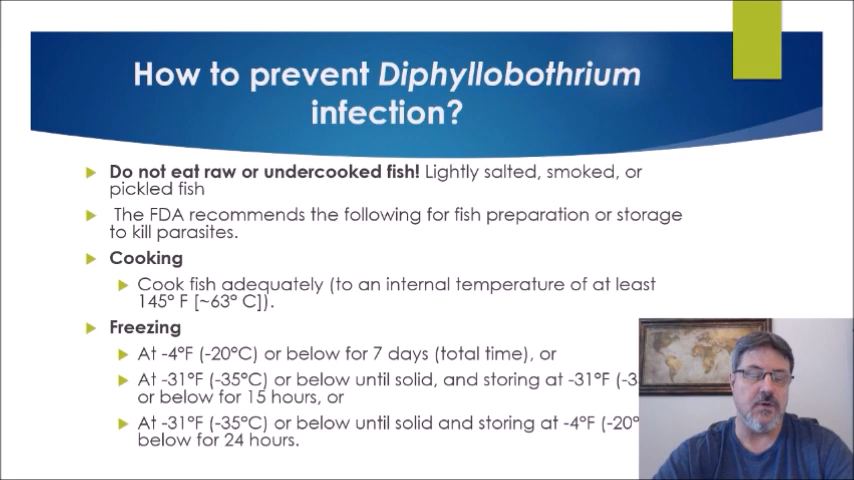 How to prevent Diphyllobothrium
infection?
Do not eat raw or undercooked fish! Lightly salted, smoked, or
pickled fish
The FDA recommends the following for fish preparation or storage
to kill parasites.
Cooking
Cook fish adequately (to an internal temperature of at least
145° F [~63° C]).
Freezing
At -4°F (-20°C) or below for 7 days (total time), or
At -31°F (-35°C) or below until solid, and storing at -31°F (-3
or below for 15 hours, or
At -31°F (-35°C) or below until solid and storing at -4°F (-20°
below for 24 hours.